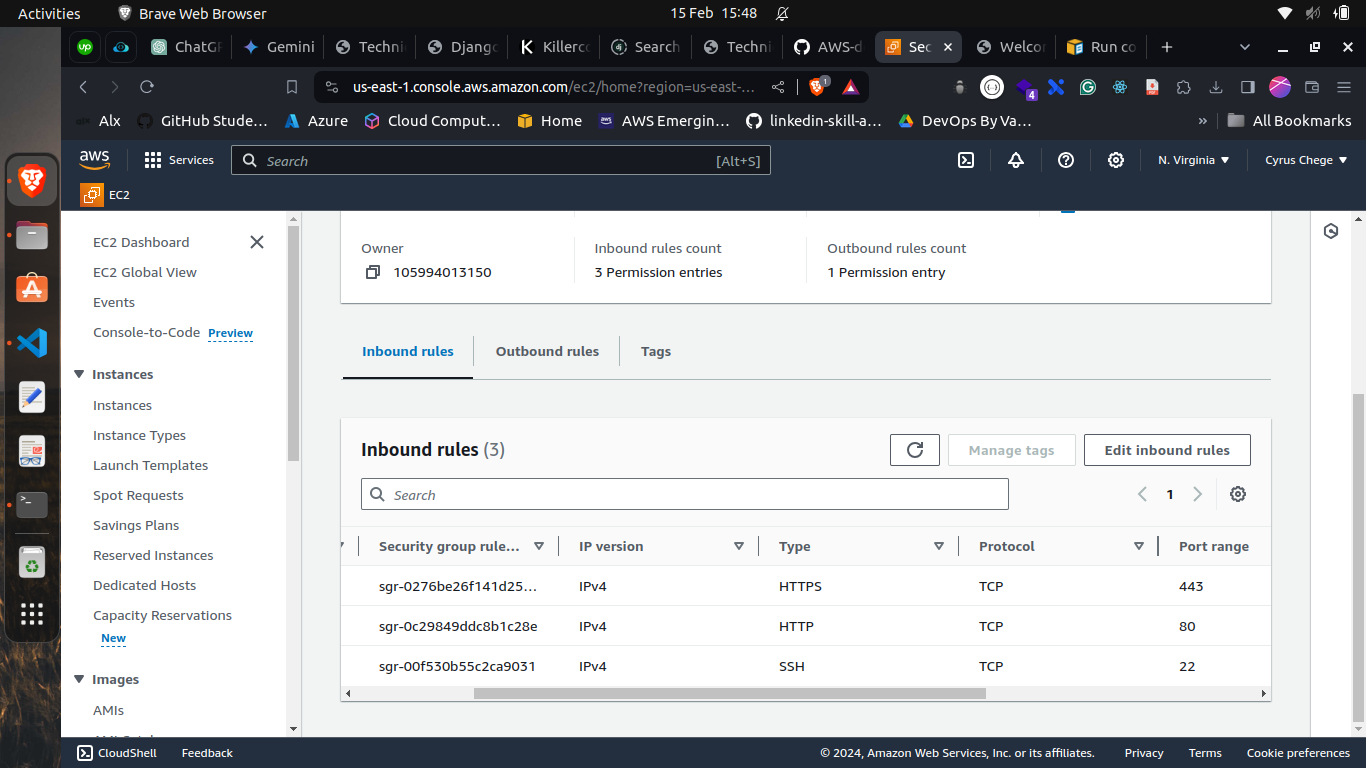 Activities
Brave Web Browser
15 Feb 15:48
up
ChatGP
Gemini
Techni
Djang
Killerc
Search
Techni
AWS-d
Sec
Welcor
Run co
us-east-1.console.aws.amazon.com/ec2/home?region=us-east-...
1
4
Alx
GitHub Stude...
Azure
Cloud Comput...
Home
AWS Emergin...
linkedin-skill-a...
DevOps By Va...
»
All Bookmarks
aws
Services
Search
[Alt+S]
N. Virginia
Cyrus Chege
EC2
EC2 Dashboard
EC2 Global View
Events
Console-to-Code Preview
Instances
Instances
Instance Types
Launch Templates
Spot Requests
Savings Plans
Reserved Instances
Dedicated Hosts
Capacity Reservations
New
Images
AMIs
Owner
105994013150
Inbound rules count
3 Permission entries
Outbound rules count
1 Permission entry
Inbound rules
Outbound rules
Tags
Inbound rules (3)
Manage tags
Edit inbound rules
Search
1
Security group rule... IP version Type Protocol Port range
sgr-0276be26f141d25... IPv4 HTTPS TCP 443
sgr-0c29849ddc8b1c28e IPv4 HTTP TCP 80
sgr-00f530b55c2ca9031 IPv4 SSH TCP 22
CloudShell
Feedback
© 2024, Amazon Web Services, Inc. or its affiliates.
Privacy
Terms
Cookie preferences